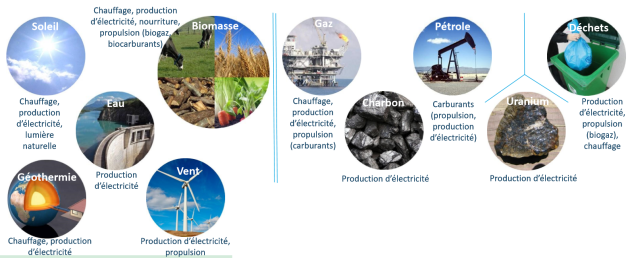 Soleil
Chauffage,
production
d'électricité,
lumière
naturelle
Chauffage, production
d'électricité, nourriture,
propulsion (biogaz,
biocarburants)
Biomasse
Eau
Production
d'électricité
Géothermie
Chauffage, production
d'électricité
Vent
Production d'électricité,
propulsion
Gaz
Chauffage,
production
d'électricité,
propulsion
(carburants)
Charbon
Production d'électricité
Pétrole
Carburants
(propulsion,
production
d'électricité)
Uranium
Production d'électricité
Déchets
Production
d'électricité,
propulsion
(biogaz),
chauffage